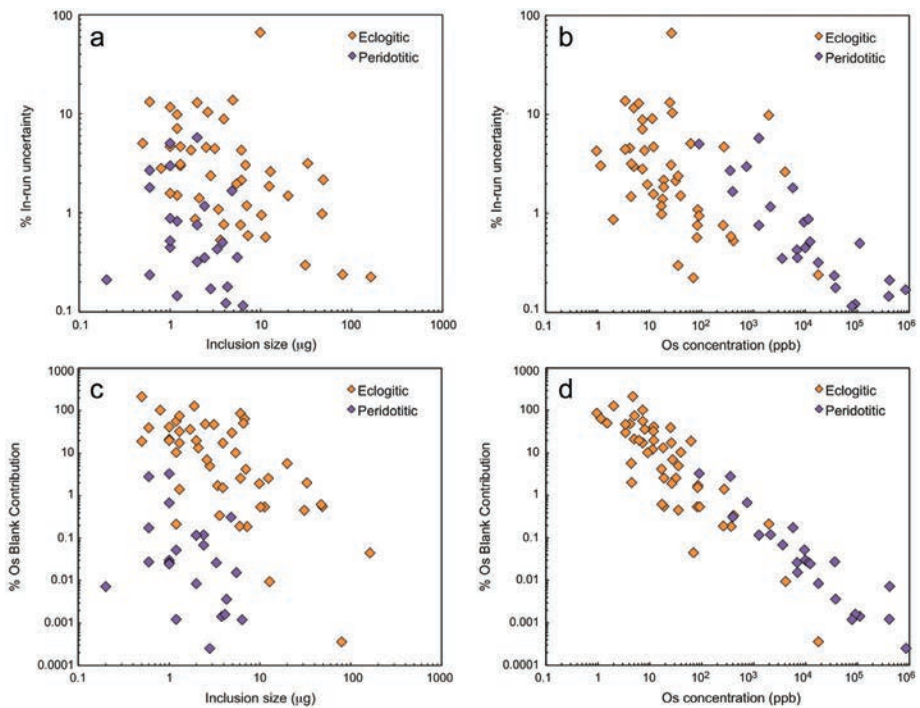 a
Eclogitic
Peridotitic
100
10
1
0.1
% In-run uncertainty
0.1 1 10 100 1000
Inclusion size (µg)
b
Eclogitic
Peridotitic
100
10
1
0.1
% In-run uncertainty
0.1 1 10 10² 10³ 10⁴ 10⁵ 10⁶
Os concentration (ppb)
c
Eclogitic
Peridotitic
1000
100
10
1
0.1
0.01
0.001
0.0001
% Os Blank Contribution
0.1 1 10 100 1000
Inclusion size (µg)
d
Eclogitic
Peridotitic
1000
100
10
1
0.1
0.01
0.001
0.0001
% Os Blank Contribution
0.1 1 10 10² 10³ 10⁴ 10⁵ 10⁶
Os concentration (ppb)